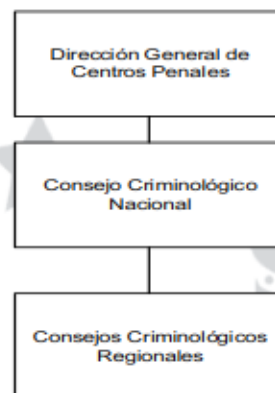 Dirección General de
Centros Penales
Consejo Criminológico
Nacional
Consejos Criminológicos
Regionales